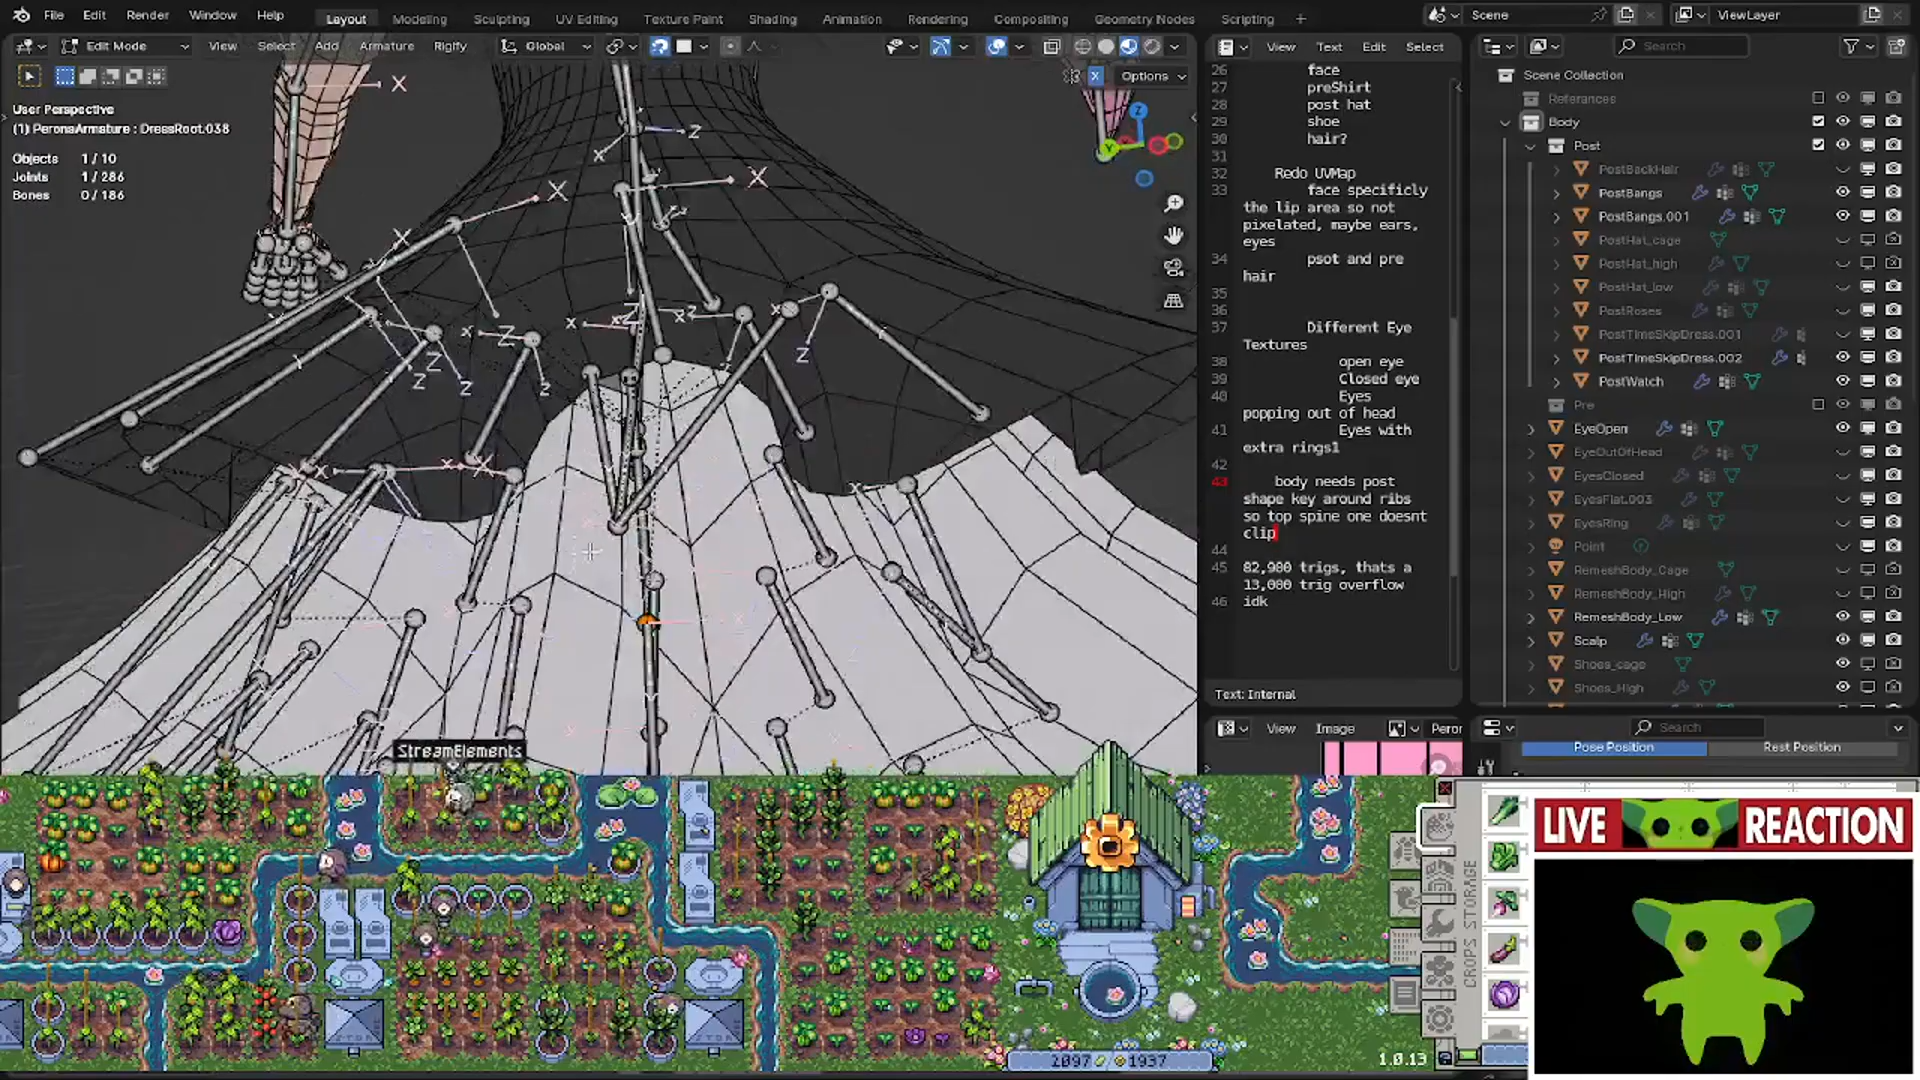 File Edit Render Window Help
Layout Modeling Sculpting UV Editing Texture Paint Shading Animation Rendering Compositing Geometry Nodes Scripting +
Scene
ViewLayer
Edit Mode View Select Add Armature Rigify Global
Options
User Perspective
(1) PeronaArmature : DressRoot.038
Objects 1 / 10
Joints 1 / 286
Bones 0 / 186
View Text Edit Select
26 face
27 preShirt
28 post hat
29 shoe
30 hair?
31
32 Redo UVMap
33 face specificly
the lip area so not
pixelated, maybe ears,
eyes
34 psot and pre
hair
35
36
37 Different Eye
Textures
38 open eye
39 Closed eye
40 Eyes
popping out of head
41 Eyes with
extra rings1
42
43 body needs post
shape key around ribs
so top spine one doesnt
clip
44
45 82,900 trigs, thats a
13,000 trig overflow
46 idk
Text: Internal
View Image Peror
Search
Scene Collection
References
Body
Post
PostBackHair
PostBangs
PostBangs.001
PostHat_cage
PostHat_high
PostHat_low
PostRoses
PostTimeSkipDress.001
PostTimeSkipDress.002
PostWatch
Pre
EyeOpen
EyeOutOfHead
EyesClosed
EyesFlat.003
EyesRing
Point
RemeshBody_Cage
RemeshBody_High
RemeshBody_Low
Scalp
Shoes_cage
Shoes_High
Search
Pose Position Rest Position
StreamElements
CROPS STORAGE
2097 1937
1.0.13
LIVE REACTION